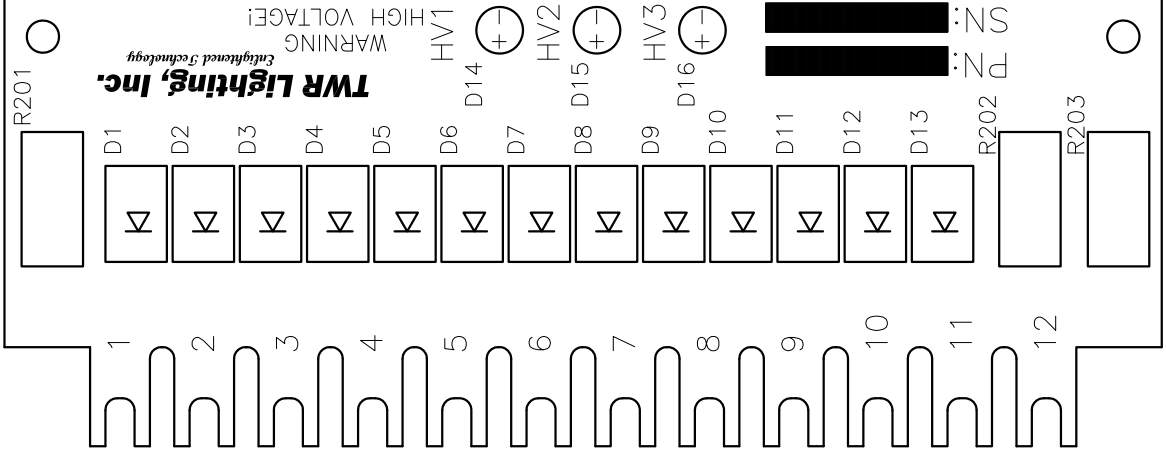 WARNING
HIGH VOLTAGE!
TWR Lighting, Inc.
Enlightened Technology
HV1
HV2
HV3
SN:
PN:
D14
D15
D16
R201
D1
D2
D3
D4
D5
D6
D7
D8
D9
D10
D11
D12
D13
R202
R203
1
2
3
4
5
6
7
8
9
10
11
12